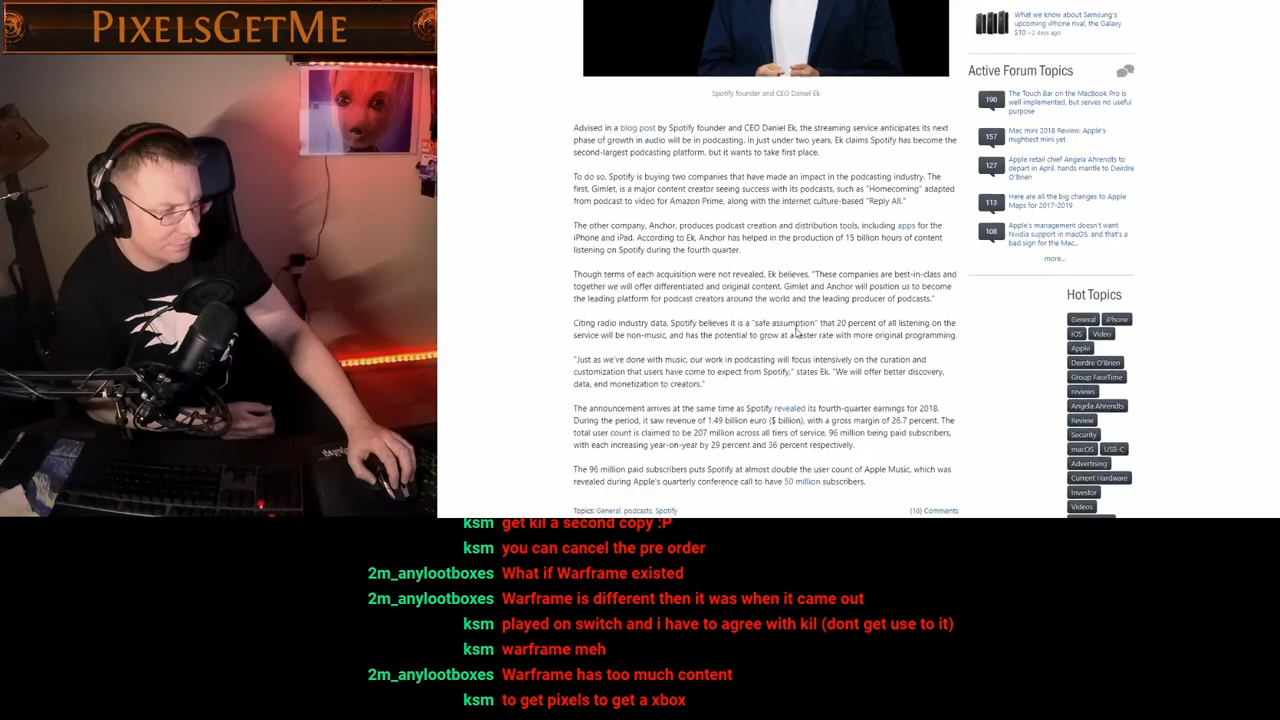 PIXELSGETME
Spotify founder and CEO Daniel Ek
Advised in a blog post by Spotify founder and CEO Daniel Ek, the streaming service anticipates its next
phase of growth in audio will be in podcasting. In just under two years, Ek claims Spotify has become the
second-largest podcasting platform, but it wants to take first place.
To do so, Spotify is buying two companies that have made an impact in the podcasting industry. The
first, Gimlet, is a major content creator seeing success with its podcasts, such as "Homecoming" adapted
from podcast to video for Amazon Prime, along with the internet culture-based "Reply All."
The other company, Anchor, produces podcast creation and distribution tools, including apps for the
iPhone and iPad. According to Ek, Anchor has helped in the production of 15 billion hours of content
listening on Spotify during the fourth quarter.
Though terms of each acquisition were not revealed, Ek believes, "These companies are best-in-class and
together we will offer differentiated and original content. Gimlet and Anchor will position us to become
the leading platform for podcast creators around the world and the leading producer of podcasts."
Citing radio industry data, Spotify believes it is a "safe assumption" that 20 percent of all listening on the
service will be non-music, and has the potential to grow at a faster rate with more original programming.
"Just as we've done with music, our work in podcasting will focus intensively on the curation and
customization that users have come to expect from Spotify," states Ek. "We will offer better discovery,
data, and monetization to creators."
The announcement arrives at the same time as Spotify revealed its fourth-quarter earnings for 2018.
During the period, it saw revenue of 1.49 billion euro ($ billion), with a gross margin of 26.7 percent. The
total user count is claimed to be 207 million across all tiers of service, 96 million being paid subscribers,
with each increasing year-on-year by 29 percent and 36 percent respectively.
The 96 million paid subscribers puts Spotify at almost double the user count of Apple Music, which was
revealed during Apple's quarterly conference call to have 50 million subscribers.
Topics: General, podcasts, Spotify
(16) Comments
What we know about Samsung's
upcoming iPhone rival, the Galaxy
S10 ~2 days ago
Active Forum Topics
190 The Touch Bar on the MacBook Pro is
well implemented, but serves no useful
purpose
157 Mac mini 2018 Review: Apple's
mightiest mini yet
127 Apple retail chief Angela Ahrendts to
depart in April, hands mantle to Deirdre
O'Brien
113 Here are all the big changes to Apple
Maps for 2017-2019
108 Apple's management doesn't want
Nvidia support in macOS, and that's a
bad sign for the Mac...
more...
Hot Topics
General iPhone
iOS Video
Apple
Deirdre O'Brien
Group FaceTime
reviews
Angela Ahrendts
Review
Security
macOS USB-C
Advertising
Current Hardware
Investor
Videos
ksm get kil a second copy :P
ksm you can cancel the pre order
2m_anylootboxes What if Warframe existed
2m_anylootboxes Warframe is different then it was when it came out
ksm played on switch and i have to agree with kil (dont get use to it)
ksm warframe meh
2m_anylootboxes Warframe has too much content
ksm to get pixels to get a xbox